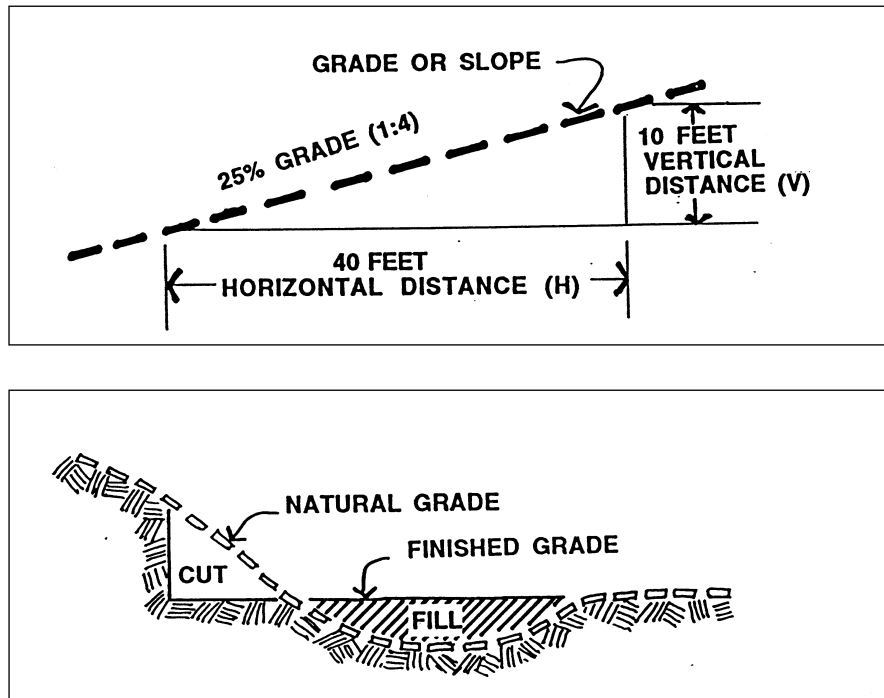 GRADE OR SLOPE
25% GRADE (1:4)
10 FEET
VERTICAL
DISTANCE (V)
40 FEET
HORIZONTAL DISTANCE (H)
NATURAL GRADE
FINISHED GRADE
CUT
FILL